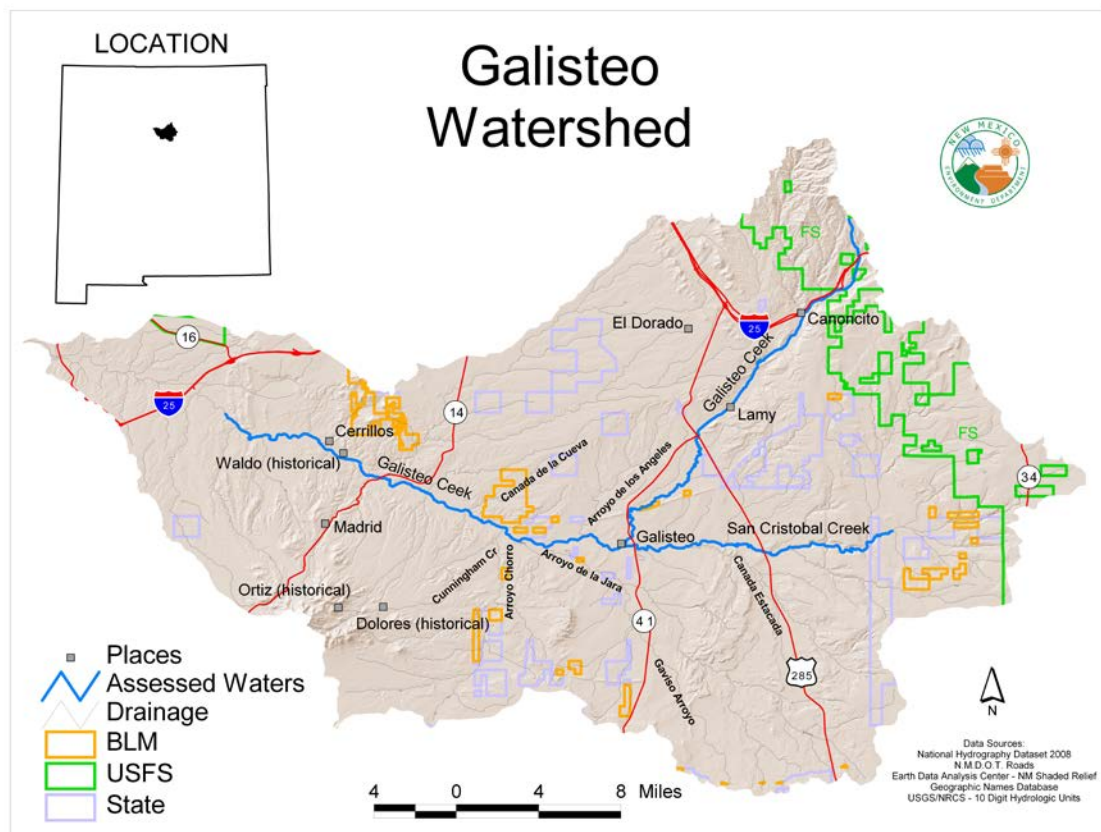 LOCATION
Galisteo
Watershed
NEW MEXICO
ENVIRONMENT DEPARTMENT
FS
16
El Dorado
25
Canoncito
25
Galisteo Ceek
14
Lamy
Cerrillos
Waldo (historical)
Galisteo Ceek
Canada de la Cueva
Arroyo de los Angeles
FS
34
Madrid
San Cristobal Creek
Galisteo
Cunningham Cr
Arroyo Chorro
Arroyo de la Jara
Canada Estacada
Ortiz (historical)
Dolores (historical)
41
Gaviso Arroyo
285
Places
Assessed Waters
Drainage
BLM
USFS
State
4 0 4 8 Miles
N
Data Sources:
National Hydrography Dataset 2008
N.M.D.O.T. Roads
Earth Data Analysis Center - NM Shaded Relief
Geographic Names Database
USGS/NRCS - 10 Digit Hydrologic Units